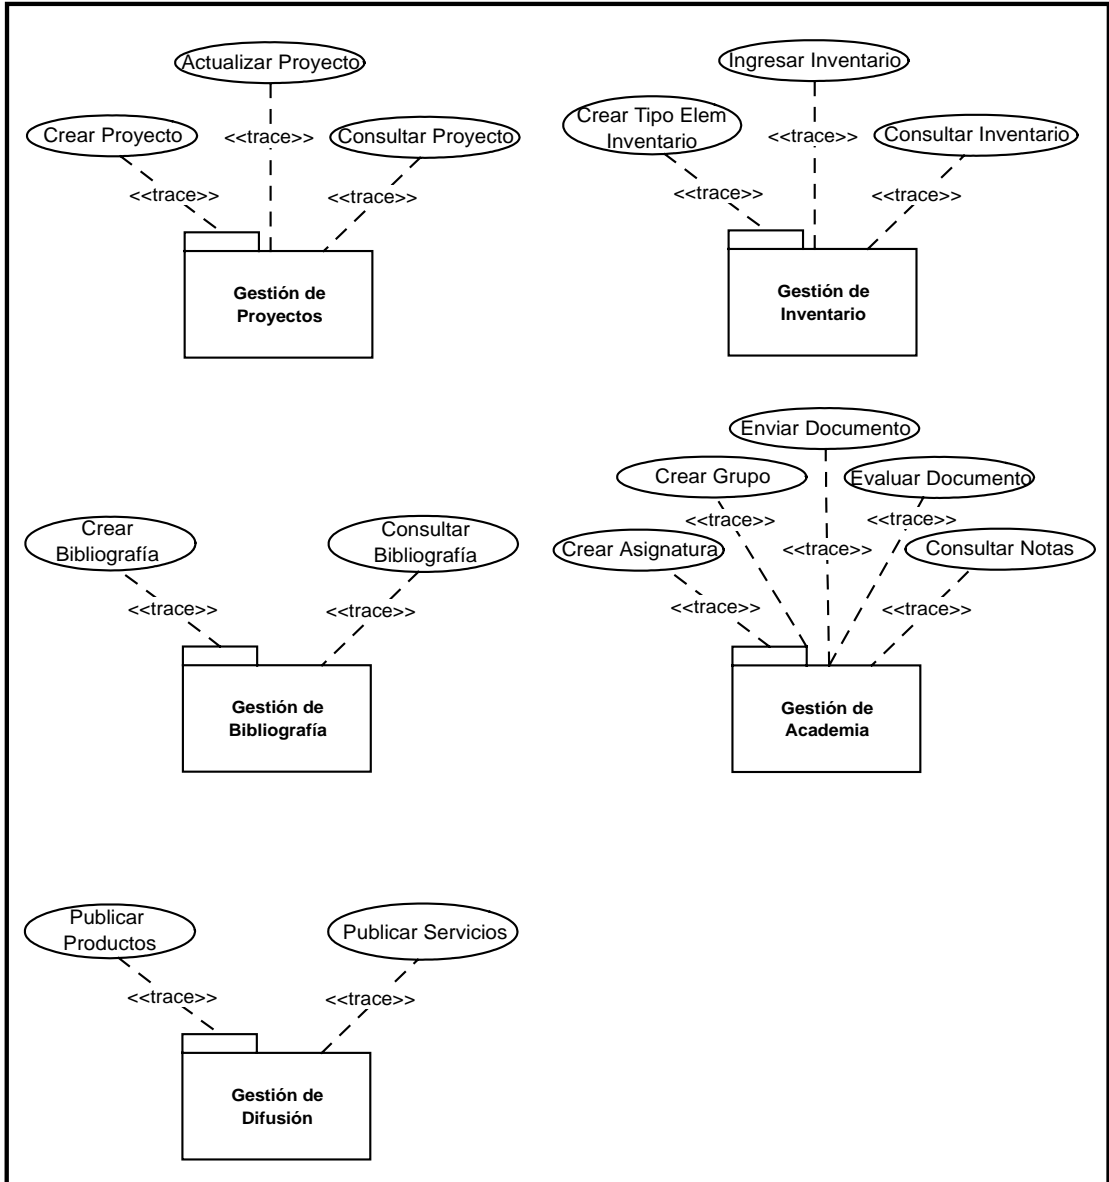 Actualizar Proyecto
Crear Proyecto
<<trace>>
Consultar Proyecto
<<trace>>
<<trace>>
Gestión de
Proyectos
Ingresar Inventario
Crear Tipo Elem
Inventario
<<trace>>
Consultar Inventario
<<trace>>
<<trace>>
Gestión de
Inventario
Crear
Bibliografía
Consultar
Bibliografía
<<trace>>
<<trace>>
Gestión de
Bibliografía
Enviar Documento
Crear Grupo
Evaluar Documento
<<trace>>
<<trace>>
Crear Asignatura
<<trace>>
Consultar Notas
<<trace>>
<<trace>>
Gestión de
Academia
Publicar
Productos
Publicar Servicios
<<trace>>
<<trace>>
Gestión de
Difusión